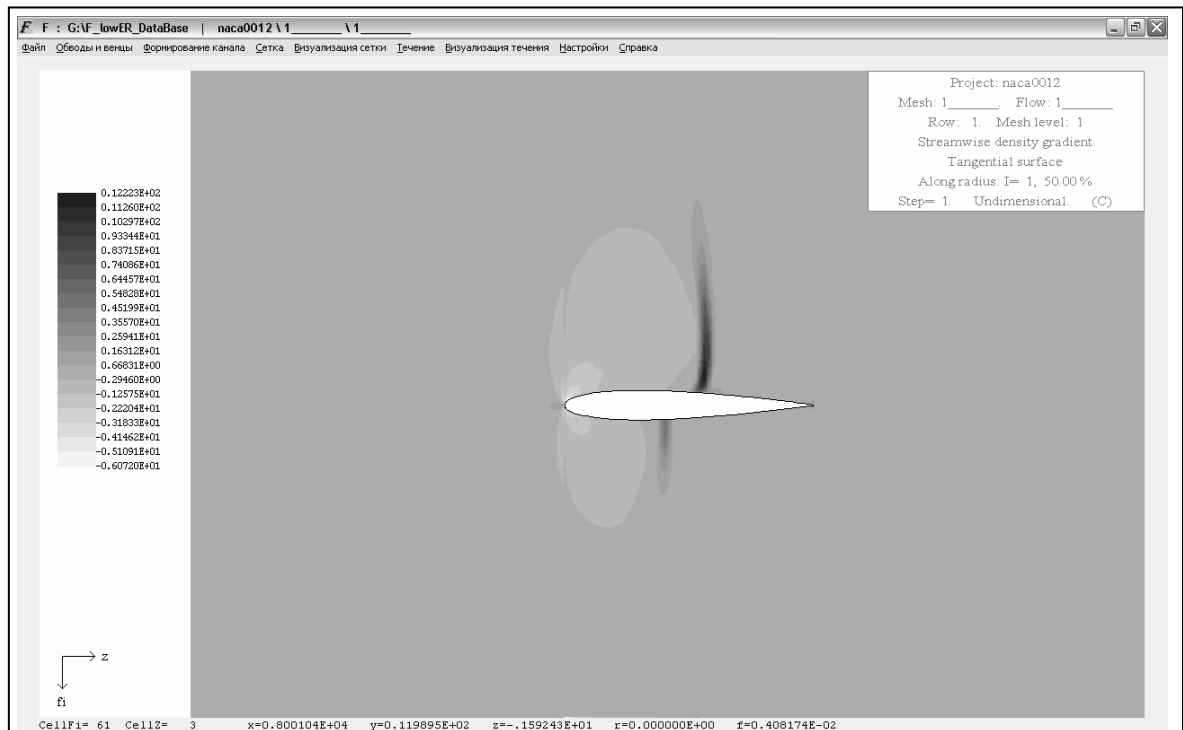 F F : G:\F_lowER_DataBase | naca0012 \ 1________ \ 1________
Файл Обводы и венцы Формирование канала Сетка Визуализация сетки Течение Визуализация течения Настройки Справка
Project: naca0012
Mesh: 1________. Flow: 1________
Row: 1. Mesh level: 1
Streamwise density gradient
Tangential surface
Along radius: I= 1, 50.00%
Step= 1. Undimensional. (C)
0.12223E+02
0.11260E+02
0.10297E+02
0.93344E+01
0.83715E+01
0.74086E+01
0.64457E+01
0.54828E+01
0.45199E+01
0.35570E+01
0.25941E+01
0.16312E+01
0.66831E+00
-0.29460E+00
-0.12575E+01
-0.22204E+01
-0.31833E+01
-0.41462E+01
-0.51091E+01
-0.60720E+01
z
fi
CellFi= 61 CellZ= 3 x=0.800104E+04 y=0.119895E+02 z=-.159243E+01 r=0.000000E+00 f=0.408174E-02